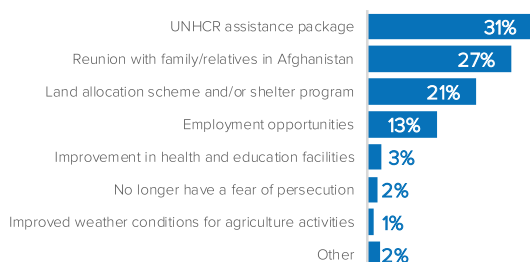 UNHCR assistance package 31%
Reunion with family/relatives in Afghanistan 27%
Land allocation scheme and/or shelter program 21%
Employment opportunities 13%
Improvement in health and education facilities 3%
No longer have a fear of persecution 2%
Improved weather conditions for agriculture activities 1%
Other 2%